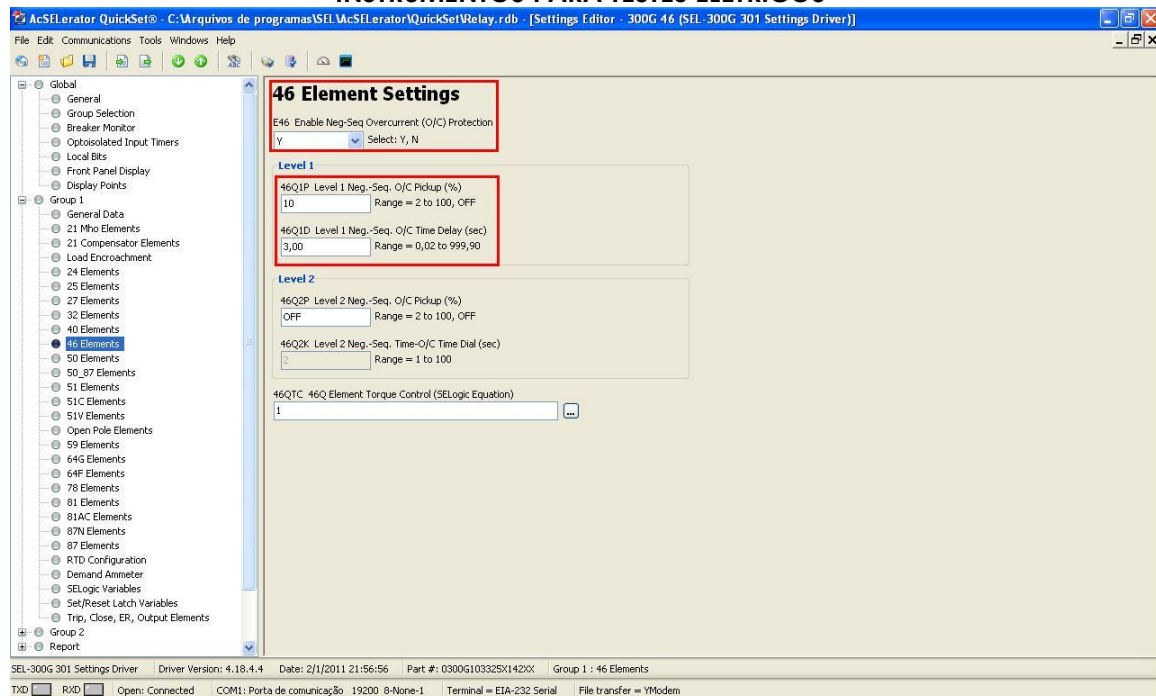 INSTRUMENTOS PARA TESTES ELÉTRICOS
AcSELerator QuickSet® - C:\Arquivos de programas\SEL\AcSELerator\QuickSet\Relay.rdb - [Settings Editor - 300G 46 (SEL-300G 301 Settings Driver)]
File Edit Communications Tools Windows Help
Global
General
Group Selection
Breaker Monitor
Optoisolated Input Timers
Local Bits
Front Panel Display
Display Points
Group 1
General Data
21 Mho Elements
21 Compensator Elements
Load Encroachment
24 Elements
25 Elements
27 Elements
32 Elements
40 Elements
46 Elements
50 Elements
50_87 Elements
51 Elements
51C Elements
51V Elements
Open Pole Elements
59 Elements
64G Elements
64F Elements
78 Elements
81 Elements
81AC Elements
87N Elements
87 Elements
RTD Configuration
Demand Ammeter
SELogic Variables
Set/Reset Latch Variables
Trip, Close, ER, Output Elements
Group 2
Report
46 Element Settings
E46 Enable Neg-Seq Overcurrent (O/C) Protection
Y Select: Y, N
Level 1
46Q1P Level 1 Neg.-Seq. O/C Pickup (%)
10 Range = 2 to 100, OFF
46Q1D Level 1 Neg.-Seq. O/C Time Delay (sec)
3,00 Range = 0,02 to 999,90
Level 2
46Q2P Level 2 Neg.-Seq. O/C Pickup (%)
OFF Range = 2 to 100, OFF
46Q2K Level 2 Neg.-Seq. Time-O/C Time Dial (sec)
2 Range = 1 to 100
46QTC 46Q Element Torque Control (SELogic Equation)
1 ...
SEL-300G 301 Settings Driver Driver Version: 4.18.4.4 Date: 2/1/2011 21:56:56 Part #: 0300G103325X142XX Group 1 : 46 Elements
TXD RXD Open: Connected COM1: Porta de comunicação 19200 8-None-1 Terminal = EIA-232 Serial File transfer = YModem